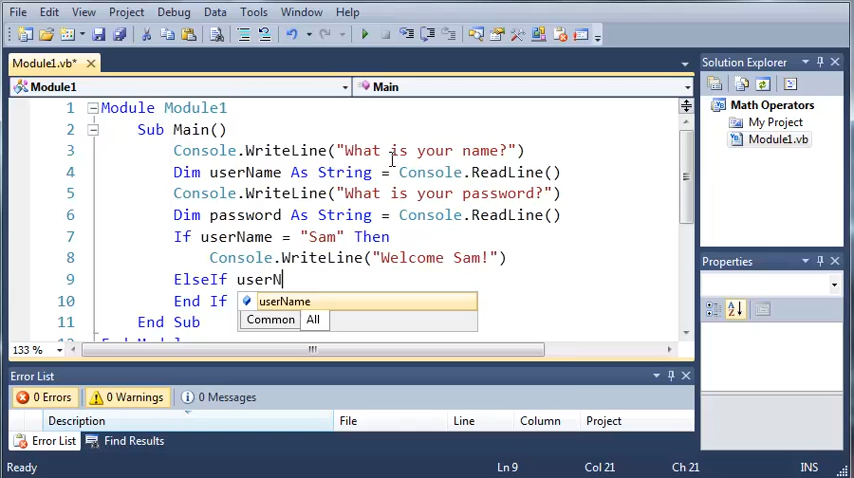 File Edit View Project Debug Data Tools Window Help
Module1.vb*
Module1 Main
1 Module Module1
2 Sub Main()
3 Console.WriteLine("What is your name?")
4 Dim userName As String = Console.ReadLine()
5 Console.WriteLine("What is your password?")
6 Dim password As String = Console.ReadLine()
7 If userName = "Sam" Then
8 Console.WriteLine("Welcome Sam!")
9 ElseIf userN
10 End If
userName
Common All
11 End Sub
12
133 %
Solution Explorer
Math Operators
My Project
Module1.vb
Properties
Error List
0 Errors 0 Warnings 0 Messages
Description File Line Column Project
Error List Find Results
Ready Ln 9 Col 21 Ch 21 INS